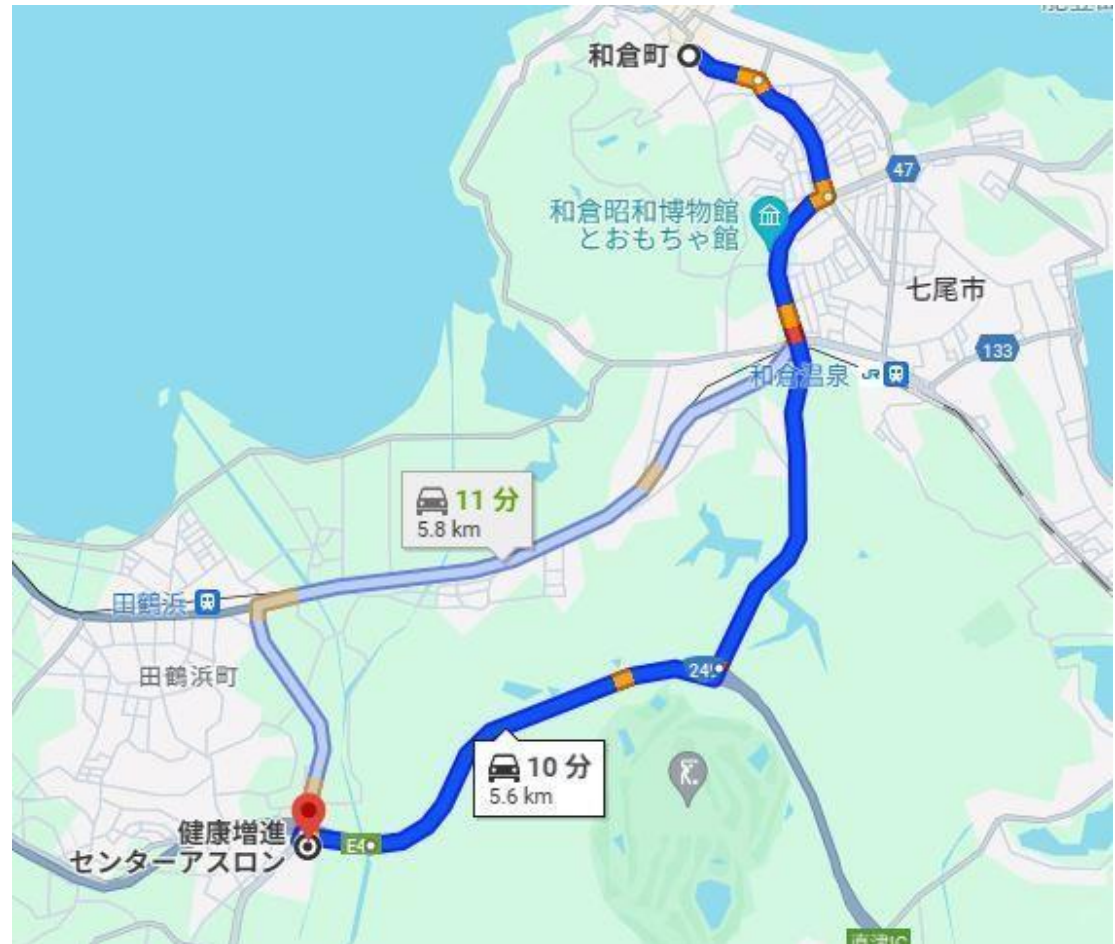 和倉町
47
和倉昭和博物館
とおもちゃ館
七尾市
133
和倉温泉
JR
11 分
5.8 km
田鶴浜
田鶴浜町
10 分
5.6 km
健康増進
センターアスロン